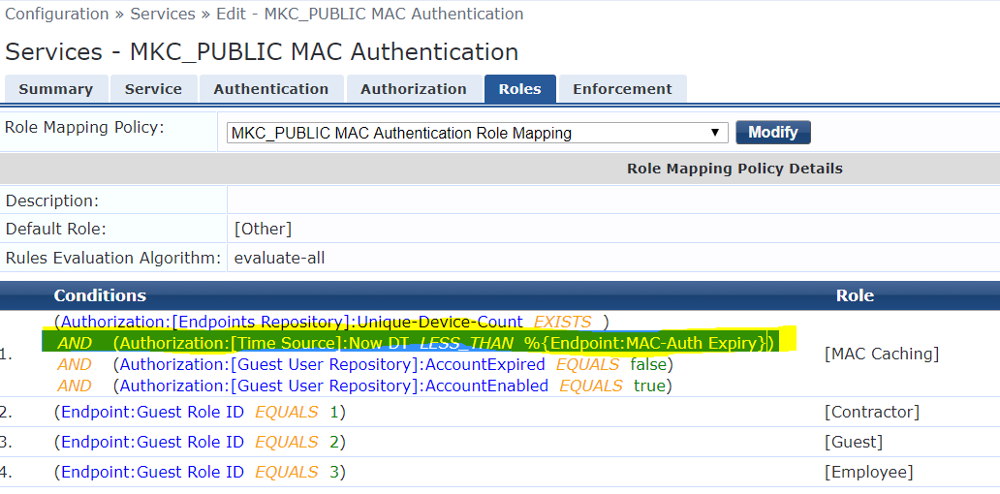 Configuration » Services » Edit - MKC_PUBLIC MAC Authentication
Services - MKC_PUBLIC MAC Authentication
Summary Service Authentication Authorization Roles Enforcement
Role Mapping Policy: MKC_PUBLIC MAC Authentication Role Mapping ▼ Modify
Role Mapping Policy Details
Description:
Default Role: [Other]
Rules Evaluation Algorithm: evaluate-all
Conditions Role
(Authorization:[Endpoints Repository]:Unique-Device-Count EXISTS )
AND (Authorization:[Time Source]:Now DT LESS_THAN %{Endpoint:MAC-Auth Expiry})
1. [MAC Caching]
AND (Authorization:[Guest User Repository]:AccountExpired EQUALS false)
AND (Authorization:[Guest User Repository]:AccountEnabled EQUALS true)
2. (Endpoint:Guest Role ID EQUALS 1) [Contractor]
3. (Endpoint:Guest Role ID EQUALS 2) [Guest]
4. (Endpoint:Guest Role ID EQUALS 3) [Employee]